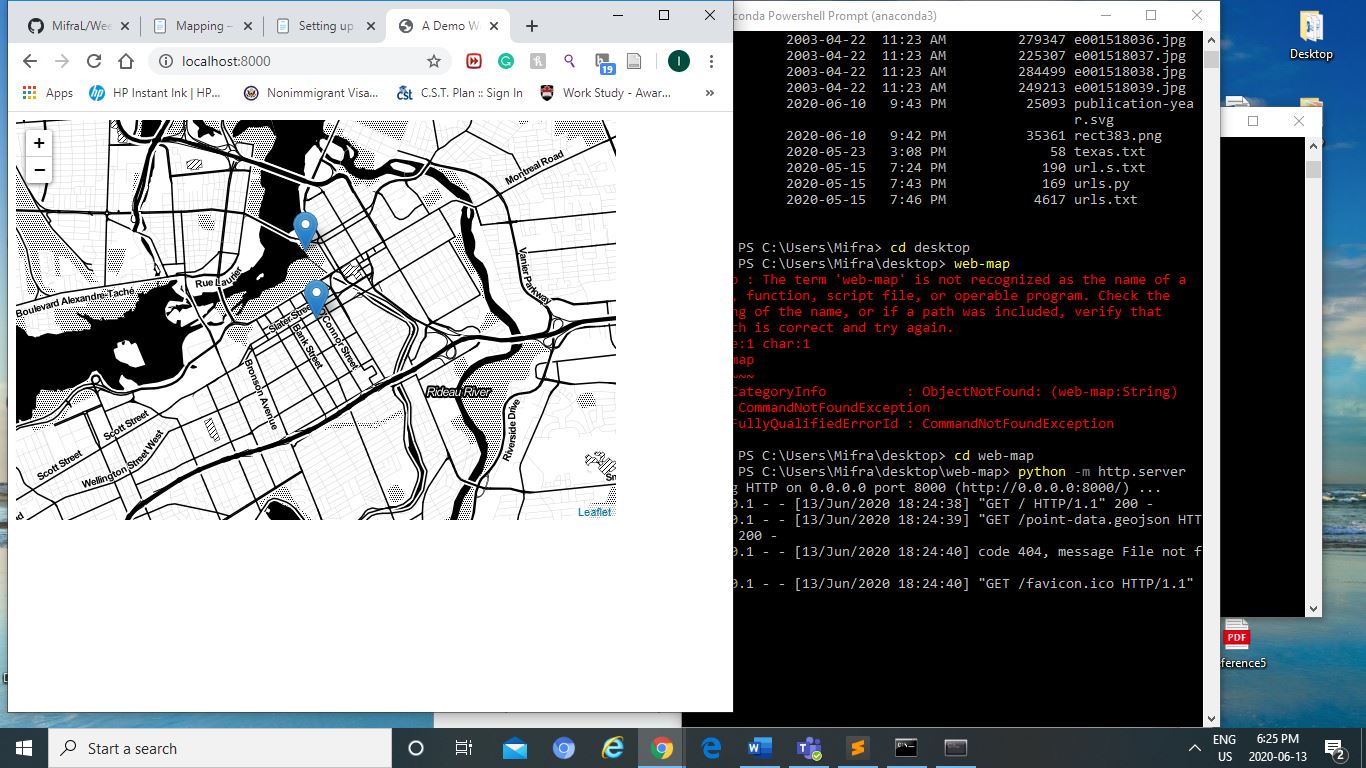 MifraL/Wee
Mapping –
Setting up
A Demo W
localhost:8000
19
I
Apps
HP Instant Ink | HP...
Nonimmigrant Visa...
C.S.T. Plan :: Sign In
Work Study - Awar...
»
+
−
Montreal Road
Vanier Parkway
Rue Laurier
Boulevard Alexandre-Taché
Slater Street
O'Connor Street
Bank Street
Bronson Avenue
Rideau River
Scott Street
Scott Street
Wellington Street West
Riverside Drive
Leaflet
conda Powershell Prompt (anaconda3)
2003-04-22 11:23 AM 279347 e001518036.jpg
2003-04-22 11:23 AM 225307 e001518037.jpg
2003-04-22 11:23 AM 284499 e001518038.jpg
2003-04-22 11:23 AM 249213 e001518039.jpg
2020-06-10 9:43 PM 25093 publication-yea
r.svg
2020-06-10 9:42 PM 35361 rect383.png
2020-05-23 3:08 PM 58 texas.txt
2020-05-15 7:24 PM 190 url.s.txt
2020-05-15 7:43 PM 169 urls.py
2020-05-15 7:46 PM 4617 urls.txt
PS C:\Users\Mifra> cd desktop
PS C:\Users\Mifra\desktop> web-map
p : The term 'web-map' is not recognized as the name of a
, function, script file, or operable program. Check the
ng of the name, or if a path was included, verify that
th is correct and try again.
e:1 char:1
map
~~~
CategoryInfo : ObjectNotFound: (web-map:String)
CommandNotFoundException
FullyQualifiedErrorId : CommandNotFoundException
PS C:\Users\Mifra\desktop> cd web-map
PS C:\Users\Mifra\desktop\web-map> python -m http.server
g HTTP on 0.0.0.0 port 8000 (http://0.0.0.0:8000/) ...
0.1 - - [13/Jun/2020 18:24:38] "GET / HTTP/1.1" 200 -
0.1 - - [13/Jun/2020 18:24:39] "GET /point-data.geojson HTT
200 -
0.1 - - [13/Jun/2020 18:24:40] code 404, message File not f
0.1 - - [13/Jun/2020 18:24:40] "GET /favicon.ico HTTP/1.1"
Desktop
PDF
ference5
Start a search
ENG
US
6:25 PM
2020-06-13
2